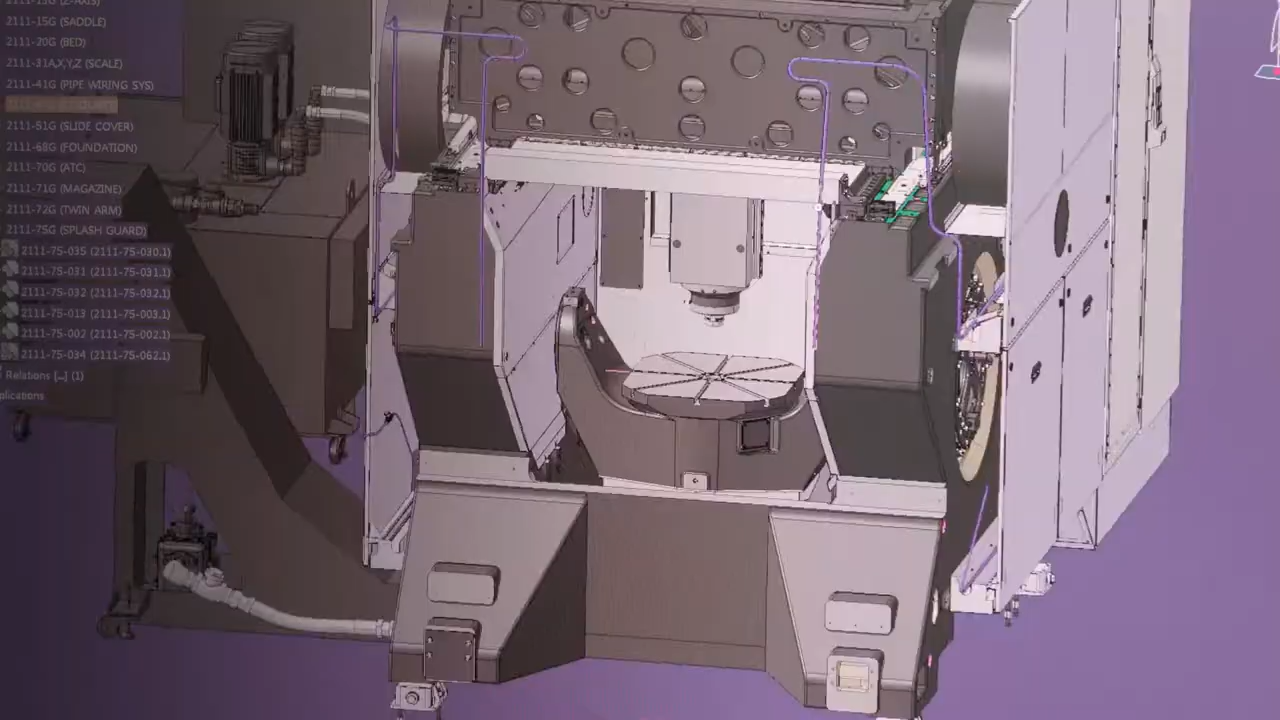 2111-15G (SADDLE)
2111-20G (BED)
2111-31A,X,Y,Z (SCALE)
2111-41G (PIPE WIRING SYS)
2111-51G (SLIDE COVER)
2111-68G (FOUNDATION)
2111-70G (ATC)
2111-71G (MAGAZINE)
2111-72G (TWIN ARM)
2111-75G (SPLASH GUARD)
2111-75-035 (2111-75-030.1)
2111-75-031 (2111-75-031.1)
2111-75-032 (2111-75-032.1)
2111-75-013 (2111-75-003.1)
2111-75-002 (2111-75-002.1)
2111-75-034 (2111-75-062.1)
Relations [...] (1)
plications